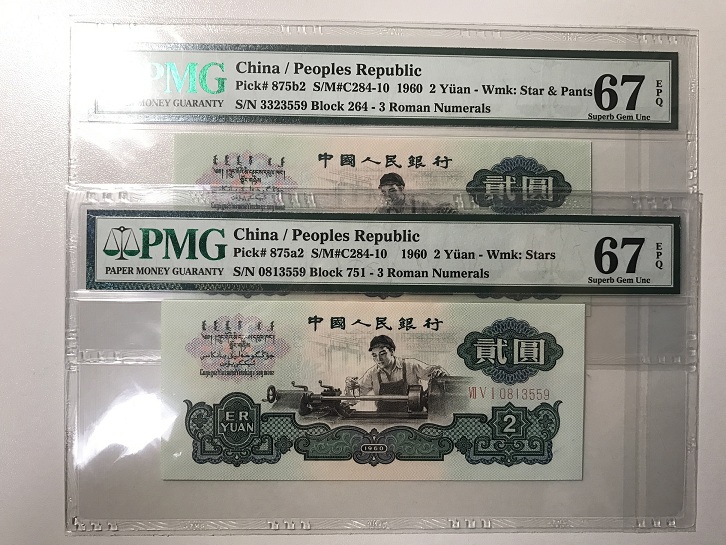 PMG
MONEY GUARANTY
China / Peoples Republic
Pick# 875b2 S/M#C284-10 1960 2 Yüan - Wmk: Star & Pants
S/N 3323559 Block 264 - 3 Roman Numerals
67
EPQ
Superb Gem Unc
中國人民銀行
貳圓
PMG
PAPER MONEY GUARANTY
China / Peoples Republic
Pick# 875a2 S/M#C284-10 1960 2 Yüan - Wmk: Stars
S/N 0813559 Block 751 - 3 Roman Numerals
67
EPQ
Superb Gem Unc
中國人民銀行
貳圓
0813559
ER
YUAN
1960
2